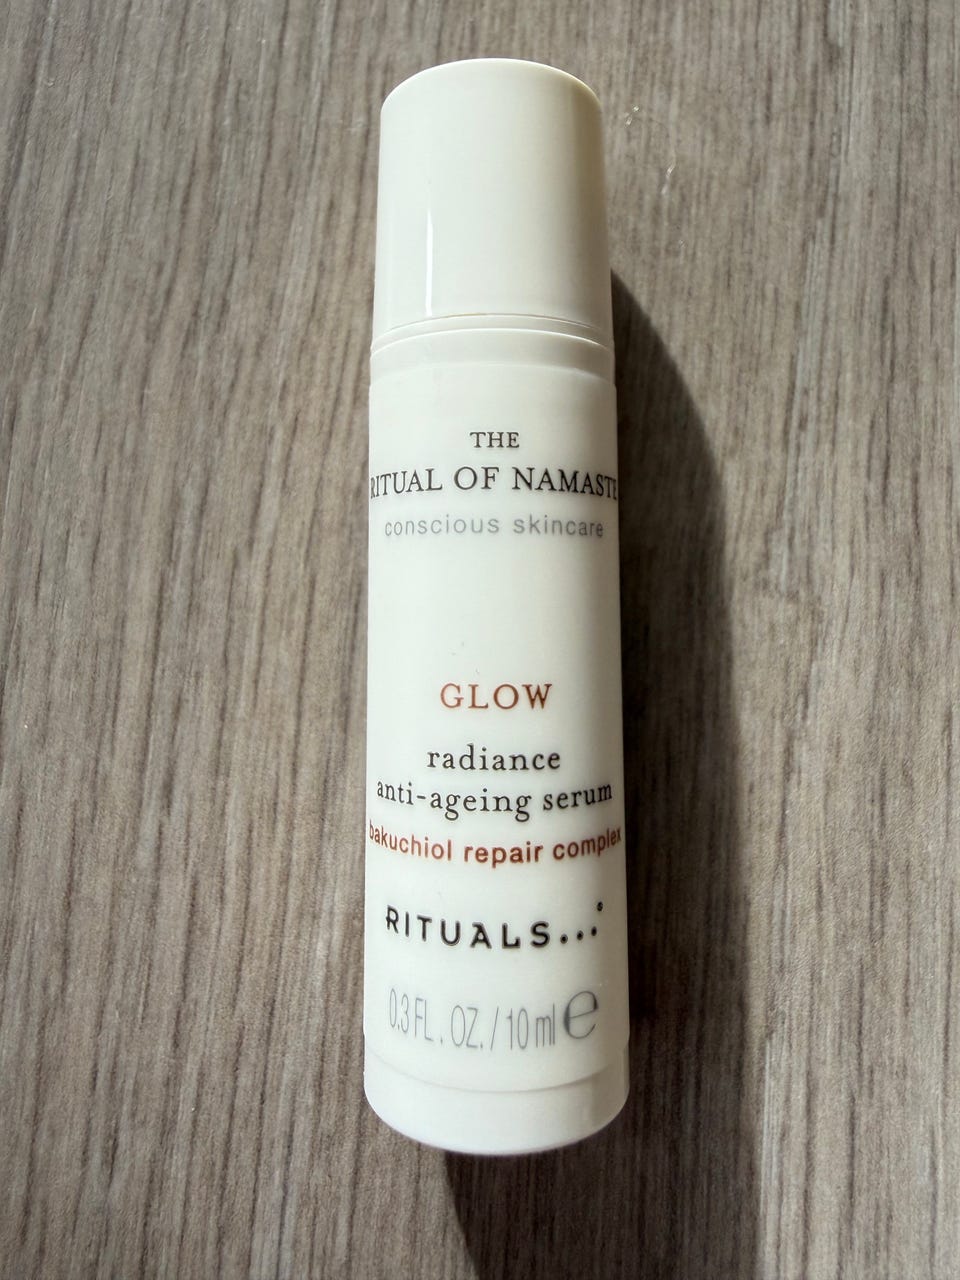 THE
RITUAL OF NAMASTE
conscious skincare
GLOW
radiance
anti-ageing serum
bakuchiol repair complex
RITUALS...®
0.3 FL. OZ. / 10 ml ℮